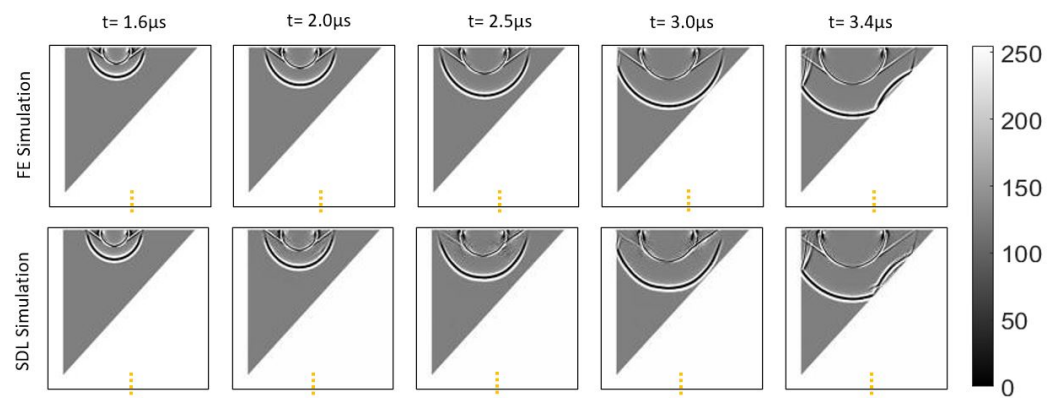 t= 1.6μs
t= 2.0μs
t= 2.5μs
t= 3.0μs
t= 3.4μs
FE Simulation
SDL Simulation
250
200
150
100
50
0